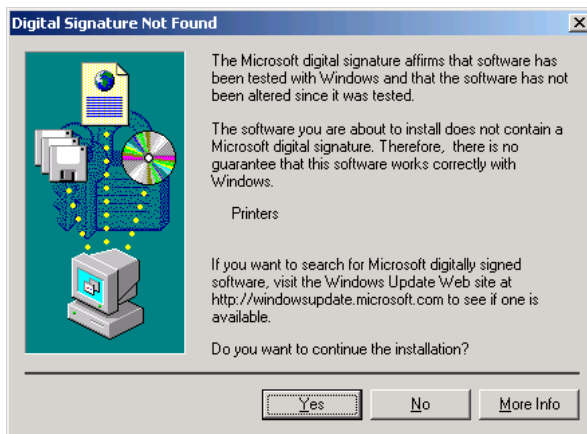 Digital Signature Not Found
The Microsoft digital signature affirms that software has
been tested with Windows and that the software has not
been altered since it was tested.
The software you are about to install does not contain a
Microsoft digital signature. Therefore, there is no
guarantee that this software works correctly with
Windows.
Printers
If you want to search for Microsoft digitally signed
software, visit the Windows Update Web site at
http://windowsupdate.microsoft.com to see if one is
available.
Do you want to continue the installation?
Yes No More Info